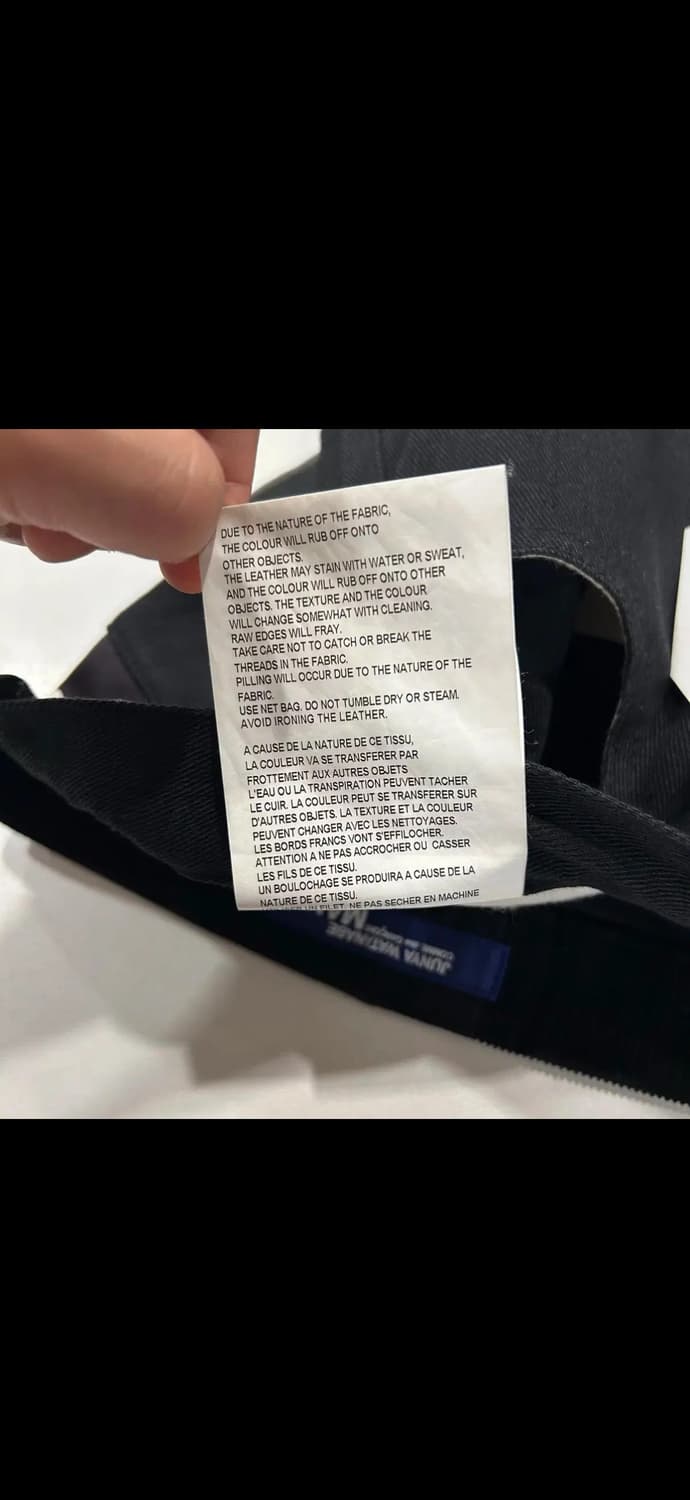 DUE TO THE NATURE OF THE FABRIC,
THE COLOUR WILL RUB OFF ONTO
OTHER OBJECTS.
THE LEATHER MAY STAIN WITH WATER OR SWEAT,
AND THE COLOUR WILL RUB OFF ONTO OTHER
OBJECTS. THE TEXTURE AND THE COLOUR
WILL CHANGE SOMEWHAT WITH CLEANING.
RAW EDGES WILL FRAY.
TAKE CARE NOT TO CATCH OR BREAK THE
THREADS IN THE FABRIC.
PILLING WILL OCCUR DUE TO THE NATURE OF THE
FABRIC.
USE NET BAG. DO NOT TUMBLE DRY OR STEAM.
AVOID IRONING THE LEATHER.
A CAUSE DE LA NATURE DE CE TISSU,
LA COULEUR VA SE TRANSFERER PAR
FROTTEMENT AUX AUTRES OBJETS
L'EAU OU LA TRANSPIRATION PEUVENT TACHER
LE CUIR. LA COULEUR PEUT SE TRANSFERER SUR
D'AUTRES OBJETS. LA TEXTURE ET LA COULEUR
PEUVENT CHANGER AVEC LES NETTOYAGES.
LES BORDS FRANCS VONT S'EFFILOCHER.
ATTENTION A NE PAS ACCROCHER OU CASSER
LES FILS DE CE TISSU.
UN BOULOCHAGE SE PRODUIRA A CAUSE DE LA
NATURE DE CE TISSU.
UN FILET. NE PAS SECHER EN MACHINE
JUNYA WATANABE
COMME des GARÇONS